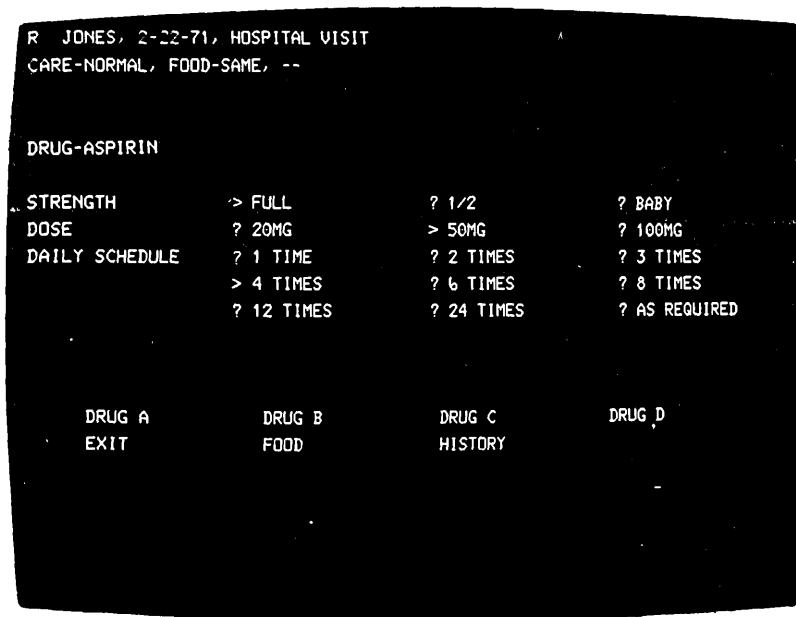 R JONES, 2-22-71, HOSPITAL VISIT
CARE-NORMAL, FOOD-SAME, --
DRUG-ASPIRIN
STRENGTH > FULL ? 1/2 ? BABY
DOSE ? 20MG > 50MG ? 100MG
DAILY SCHEDULE ? 1 TIME ? 2 TIMES ? 3 TIMES
> 4 TIMES ? 6 TIMES ? 8 TIMES
? 12 TIMES ? 24 TIMES ? AS REQUIRED
DRUG A DRUG B DRUG C DRUG D
EXIT FOOD HISTORY